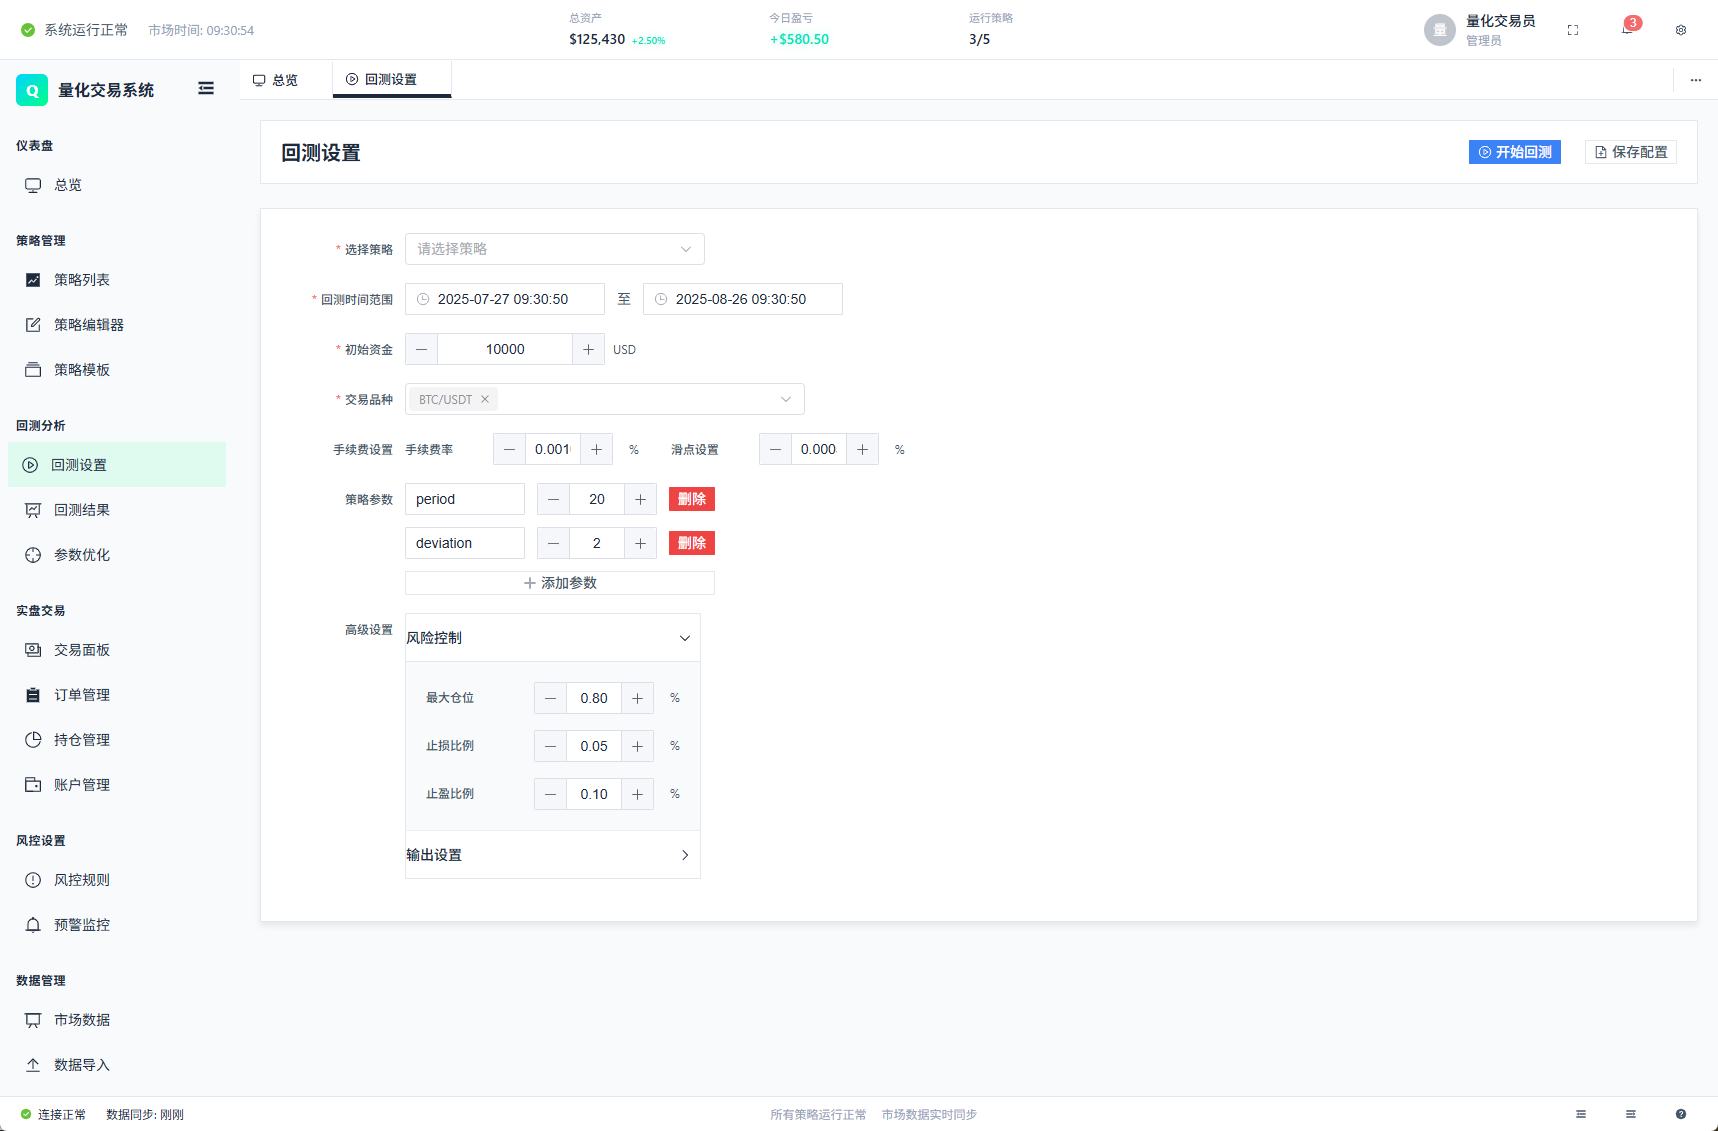 系统运行正常 市场时间: 09:30:54
总资产 今日盈亏 运行策略
$125,430 +2.50% +$580.50 3/5
量 量化交易员
管理员
3
Q 量化交易系统
总览 回测设置
仪表盘
总览
策略管理
策略列表
策略编辑器
策略模板
回测分析
回测设置
回测结果
参数优化
实盘交易
交易面板
订单管理
持仓管理
账户管理
风控设置
风控规则
预警监控
数据管理
市场数据
数据导入
回测设置 开始回测 保存配置
* 选择策略 请选择策略
* 回测时间范围 2025-07-27 09:30:50 至 2025-08-26 09:30:50
* 初始资金 10000 USD
* 交易品种 BTC/USDT
手续费设置 手续费率 0.001 % 滑点设置 0.000 %
策略参数 period 20 删除
deviation 2 删除
添加参数
高级设置 风险控制
最大仓位 0.80 %
止损比例 0.05 %
止盈比例 0.10 %
输出设置
连接正常 数据同步: 刚刚 所有策略运行正常 市场数据实时同步